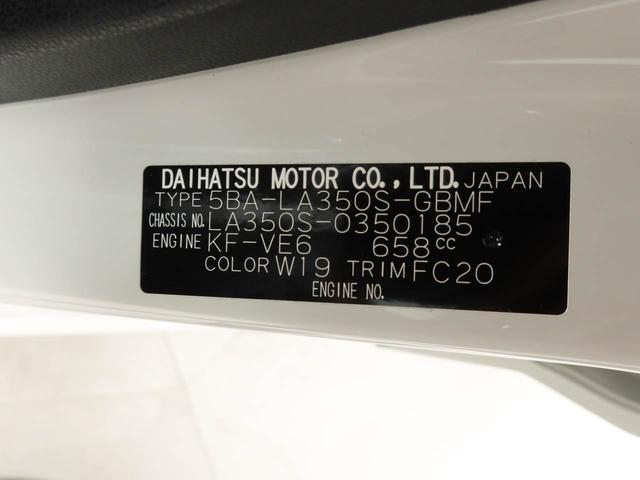 DAIHATSU MOTOR CO.,LTD. JAPAN
TYPE 5BA-LA350S-GBMF
CHASSIS NO. LA350S-0350185
ENGINE KF-VE6 658cc
COLOR W19 TRIM FC20
ENGINE NO.